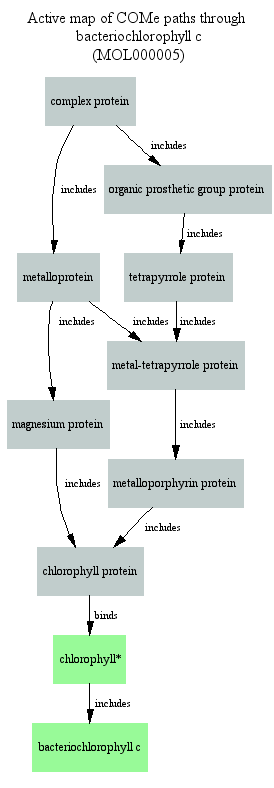 Active map of COMe paths through
bacteriochlorophyll c
(MOL000005)
complex protein
includes
organic prosthetic group protein
includes
includes
metalloprotein
tetrapyrrole protein
includes
includes
includes
metal-tetrapyrrole protein
magnesium protein
includes
metalloporphyrin protein
includes
includes
chlorophyll protein
binds
chlorophyll*
includes
bacteriochlorophyll c